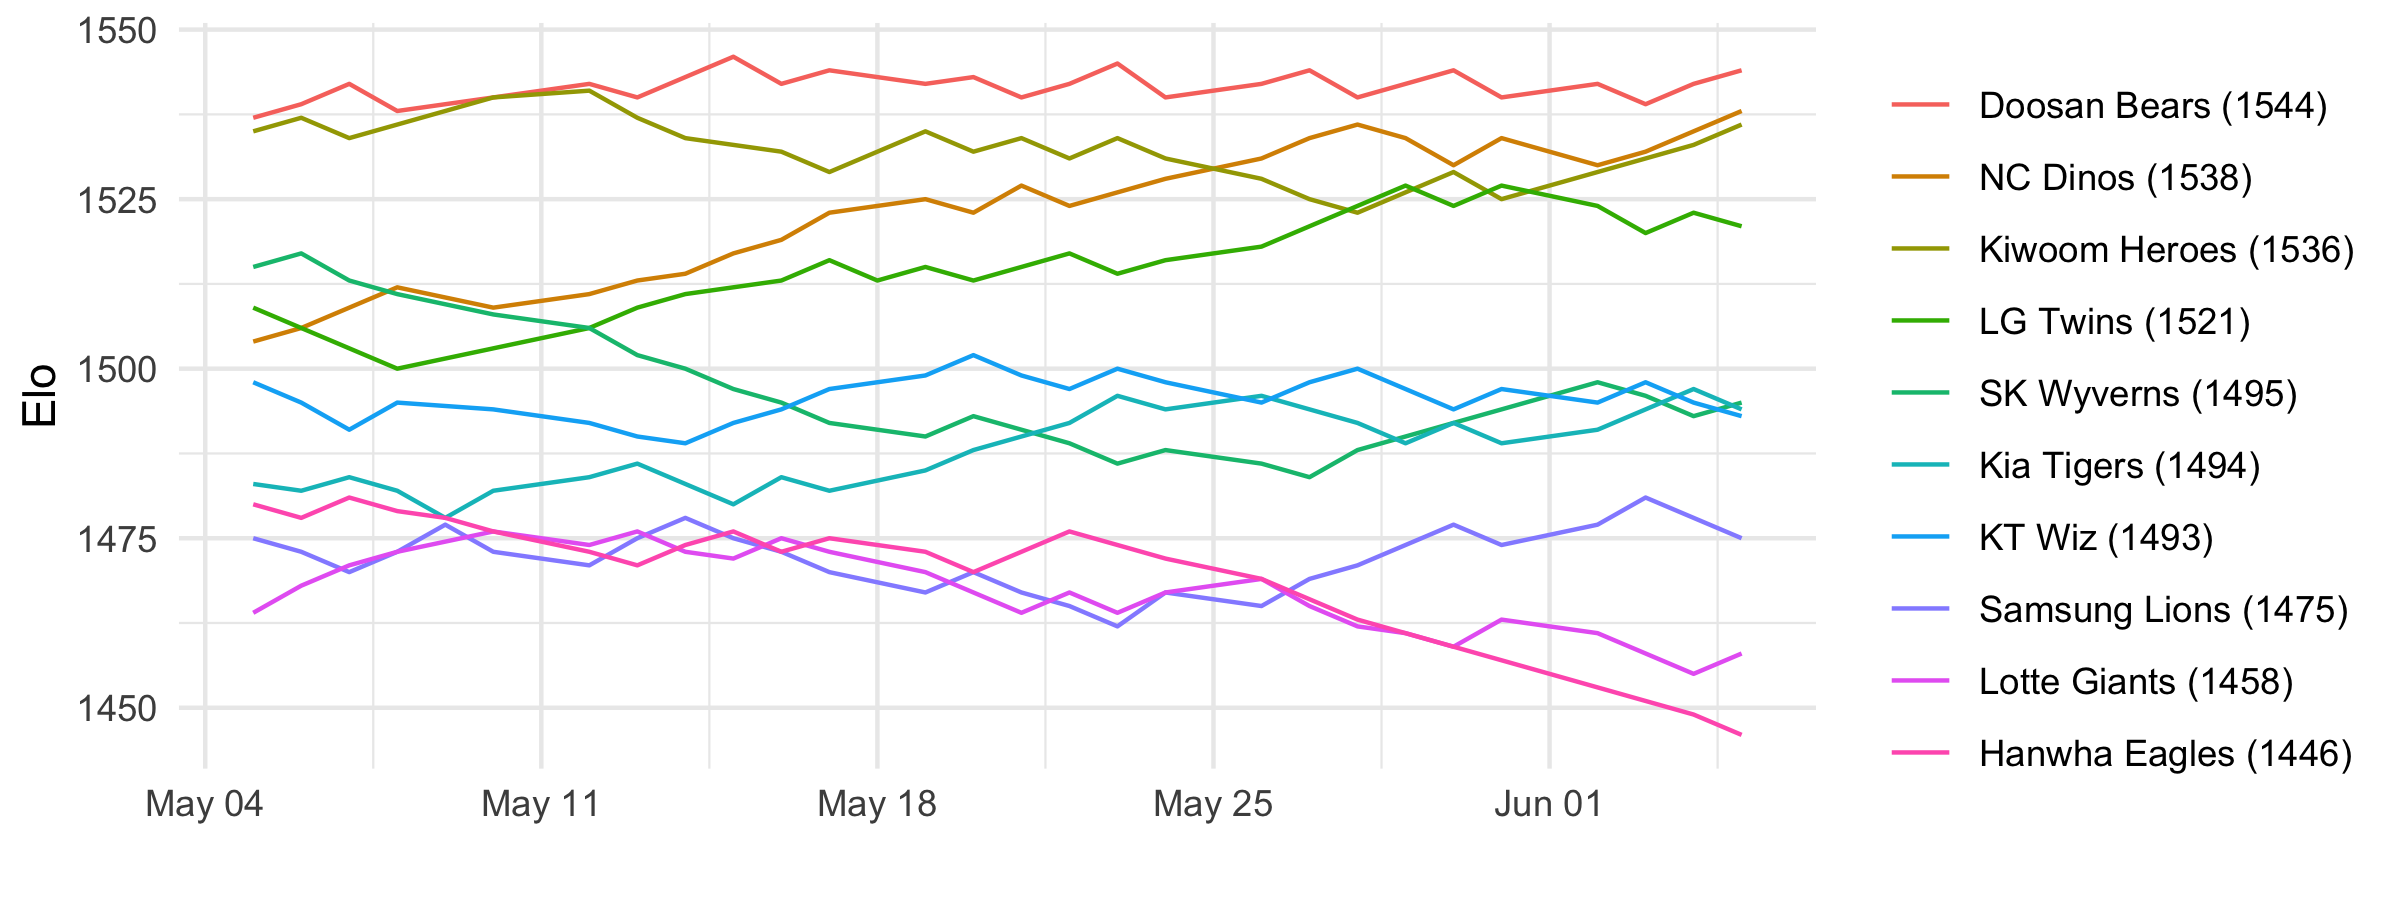 1550
1525
1500
1475
1450
Elo
May 04
May 11
May 18
May 25
Jun 01
Doosan Bears (1544)
NC Dinos (1538)
Kiwoom Heroes (1536)
LG Twins (1521)
SK Wyverns (1495)
Kia Tigers (1494)
KT Wiz (1493)
Samsung Lions (1475)
Lotte Giants (1458)
Hanwha Eagles (1446)